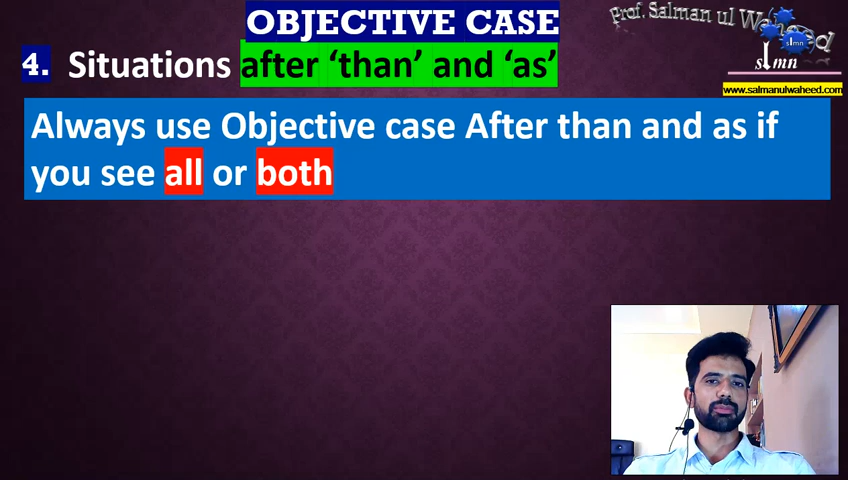 OBJECTIVE CASE
Prof. Salman ul Waheed
4. Situations after ‘than’ and ‘as’
slmn
slmn
www.salmanulwaheed.com
Always use Objective case After than and as if
you see all or both